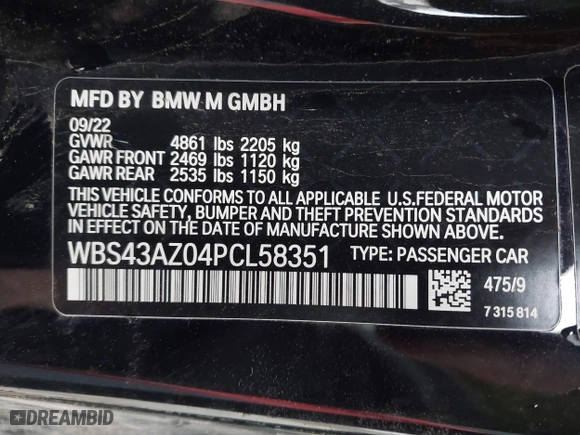 MFD BY BMW M GMBH
09/22
GVWR 4861 lbs 2205 kg
GAWR FRONT 2469 lbs 1120 kg
GAWR REAR 2535 lbs 1150 kg
THIS VEHICLE CONFORMS TO ALL APPLICABLE U.S.FEDERAL MOTOR
VEHICLE SAFETY, BUMPER AND THEFT PREVENTION STANDARDS
IN EFFECT ON THE DATE OF MANUFACTURE SHOWN ABOVE.
WBS43AZ04PCL58351 TYPE: PASSENGER CAR
475/9
7 315 814
DREAMBID